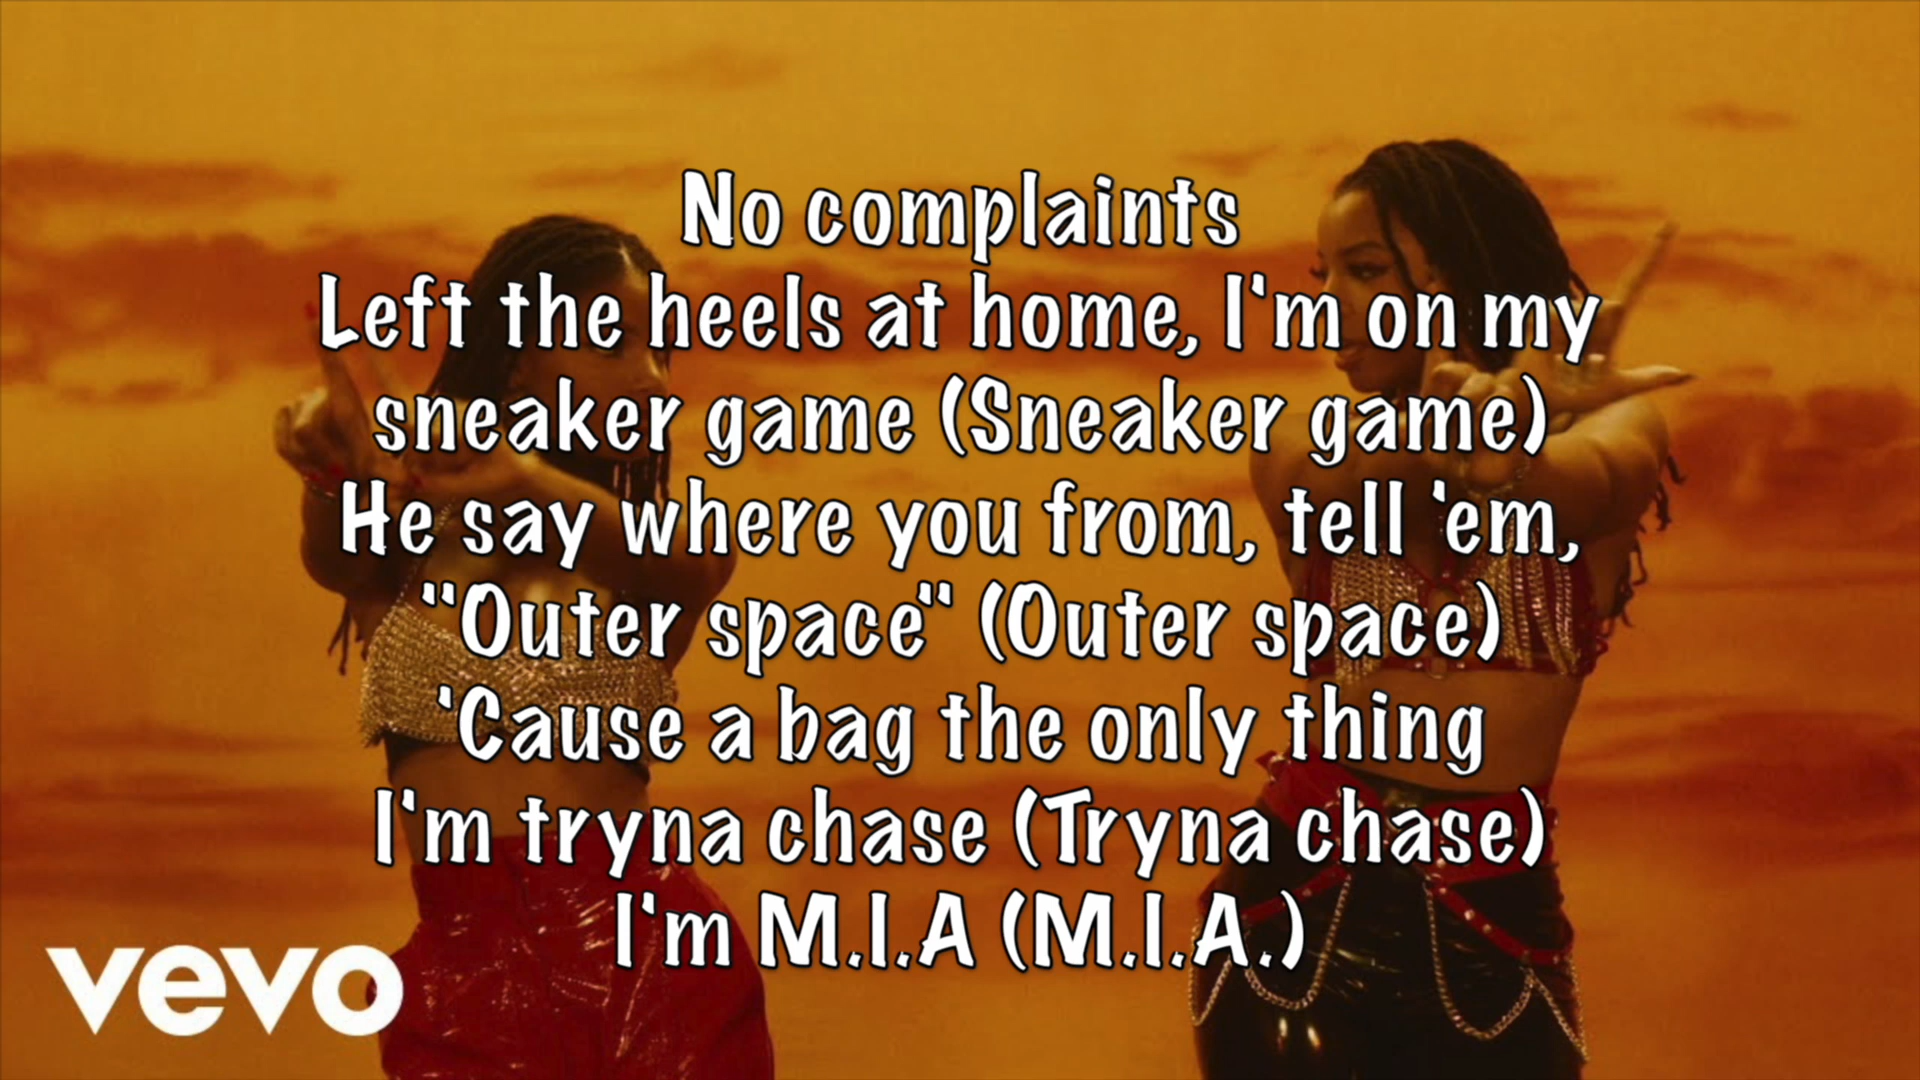 No complaints
Left the heels at home, I'm on my
sneaker game (Sneaker game)
He say where you from, tell 'em,
"Outer space" (Outer space)
'Cause a bag the only thing
I'm tryna chase (Tryna chase)
I'm M.I.A (M.I.A.)
vevo